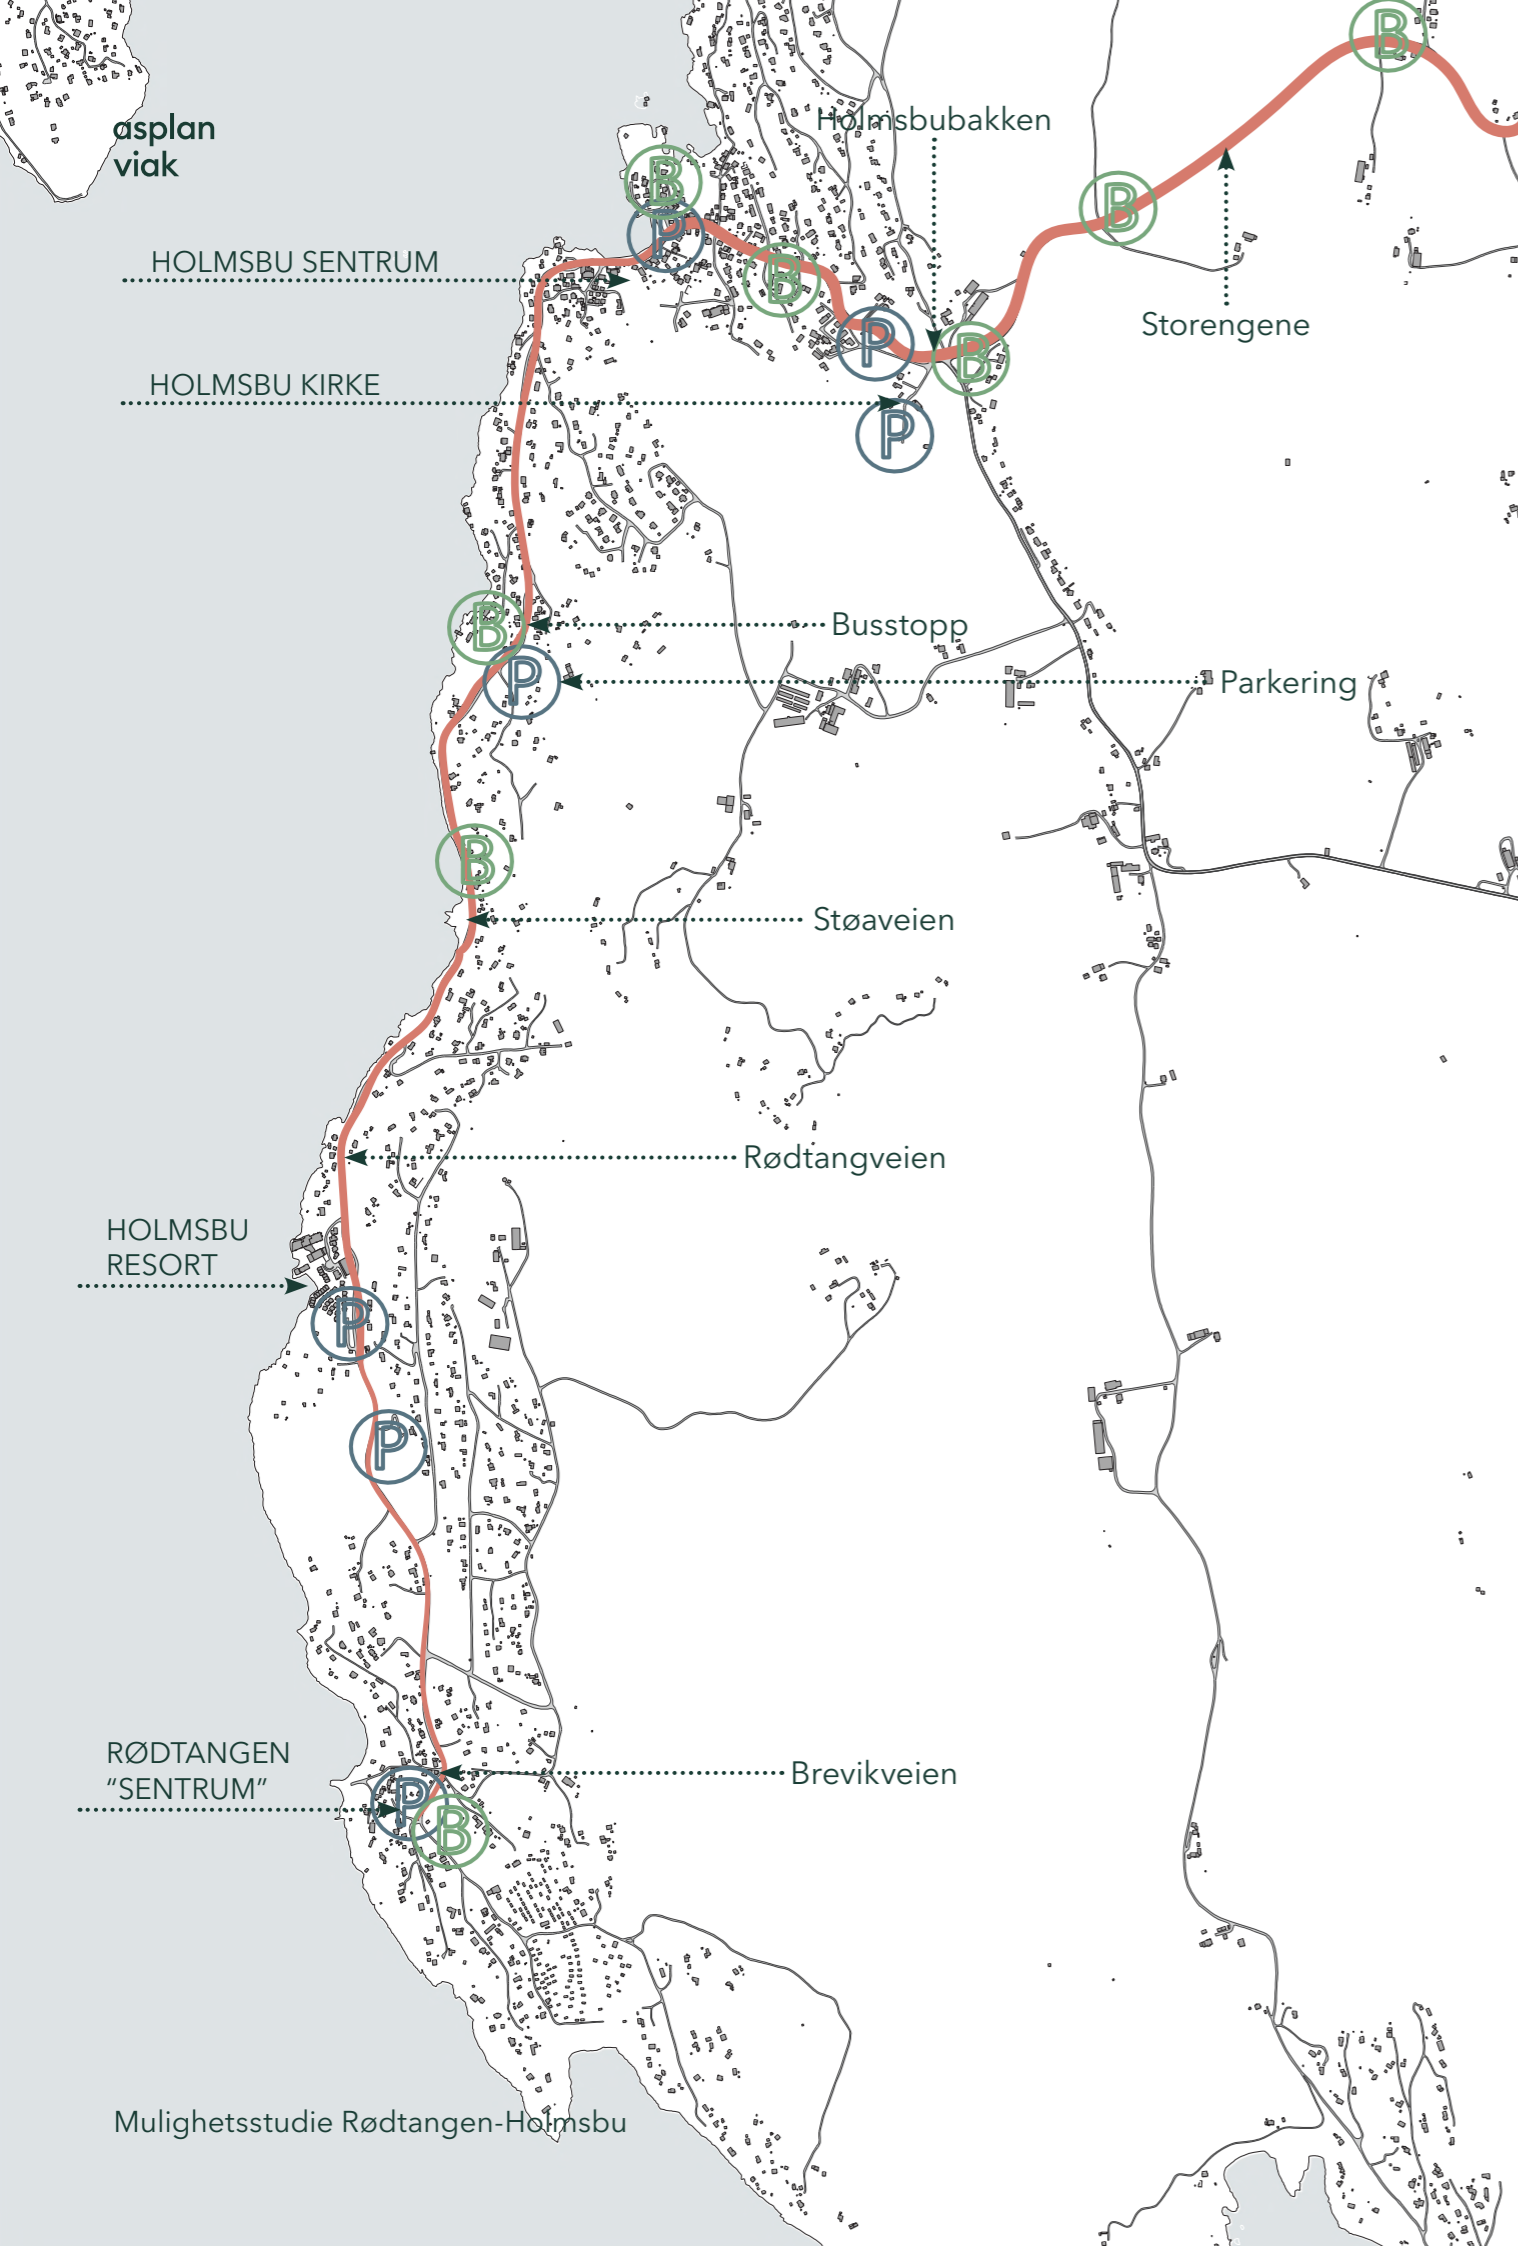 B
Holmsbubakken
asplan
viak
B
B
P
HOLMSBU SENTRUM
B
Storengene
P
B
HOLMSBU KIRKE
P
B
Busstopp
P
Parkering
B
Støaveien
Rødtangveien
HOLMSBU
RESORT
P
P
RØDTANGEN
“SENTRUM”
Brevikveien
P
B
Mulighetsstudie Rødtangen-Holmsbu